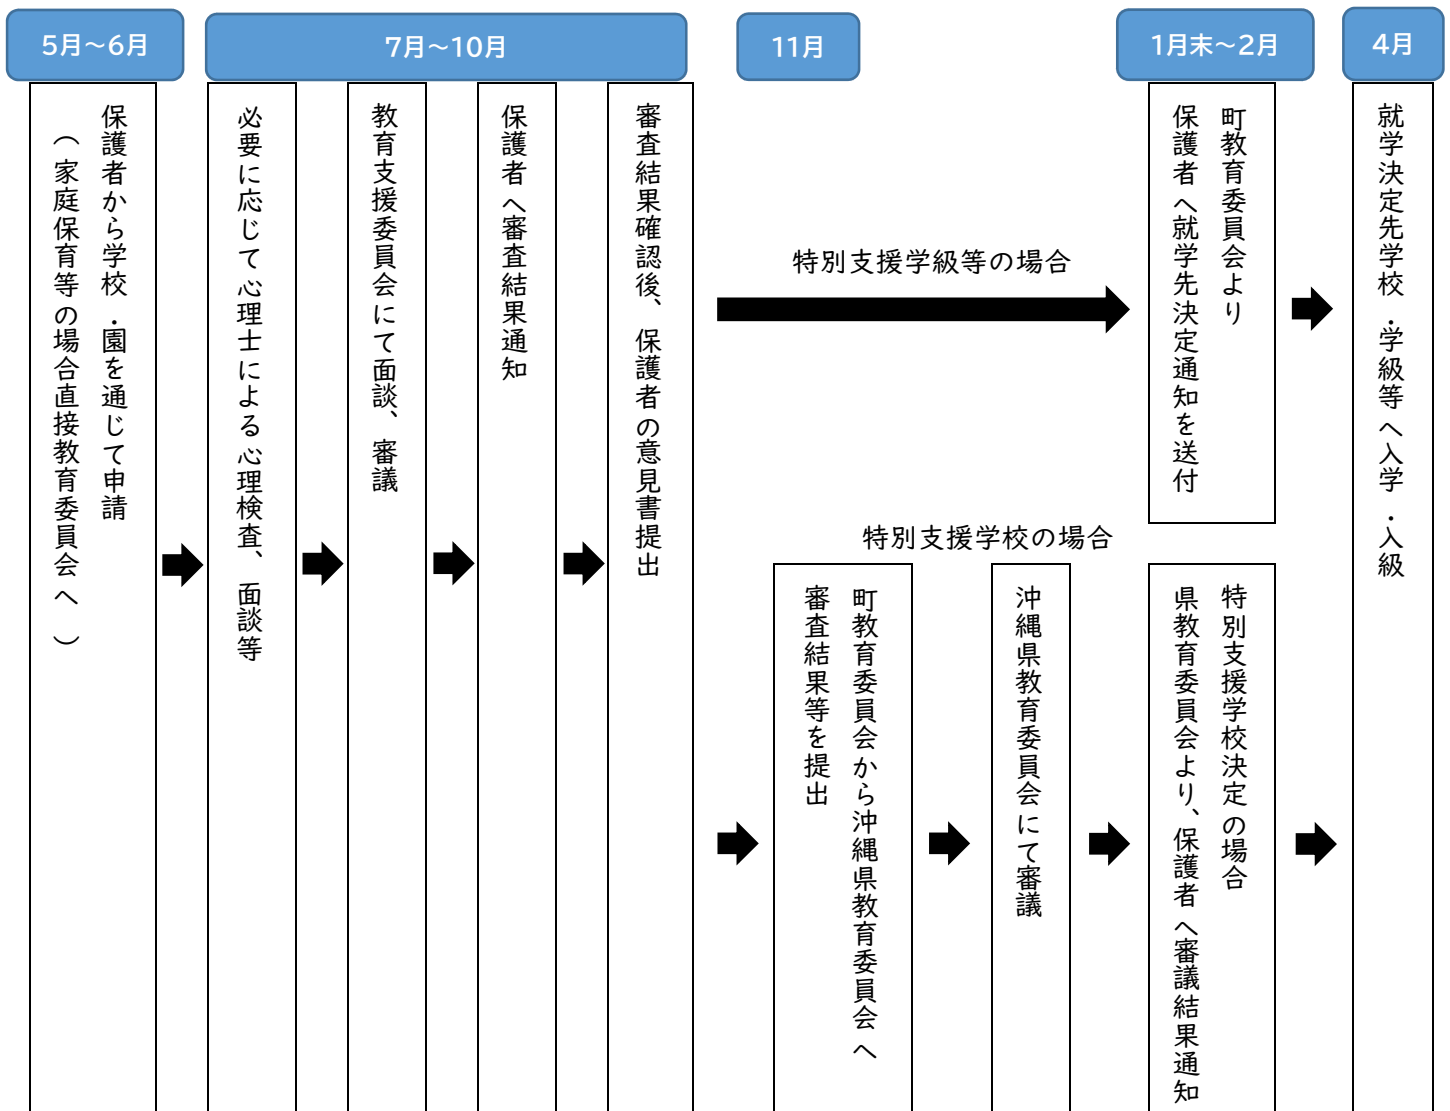 5月～6月
7月～10月
11月
1月末～2月
4月
保護者から学校・園を通じて申請
（家庭保育等の場合直接教育委員会へ）
必要に応じて心理士による心理検査、面談等
教育支援委員会にて面談、審議
保護者へ審査結果通知
審査結果確認後、保護者の意見書提出
特別支援学級等の場合
町教育委員会より
保護者へ就学先決定通知を送付
特別支援学校の場合
町教育委員会から沖縄県教育委員会へ
審査結果等を提出
沖縄県教育委員会にて審議
特別支援学校決定の場合
県教育委員会より、保護者へ審議結果通知
就学決定先学校・学級等へ入学・入級